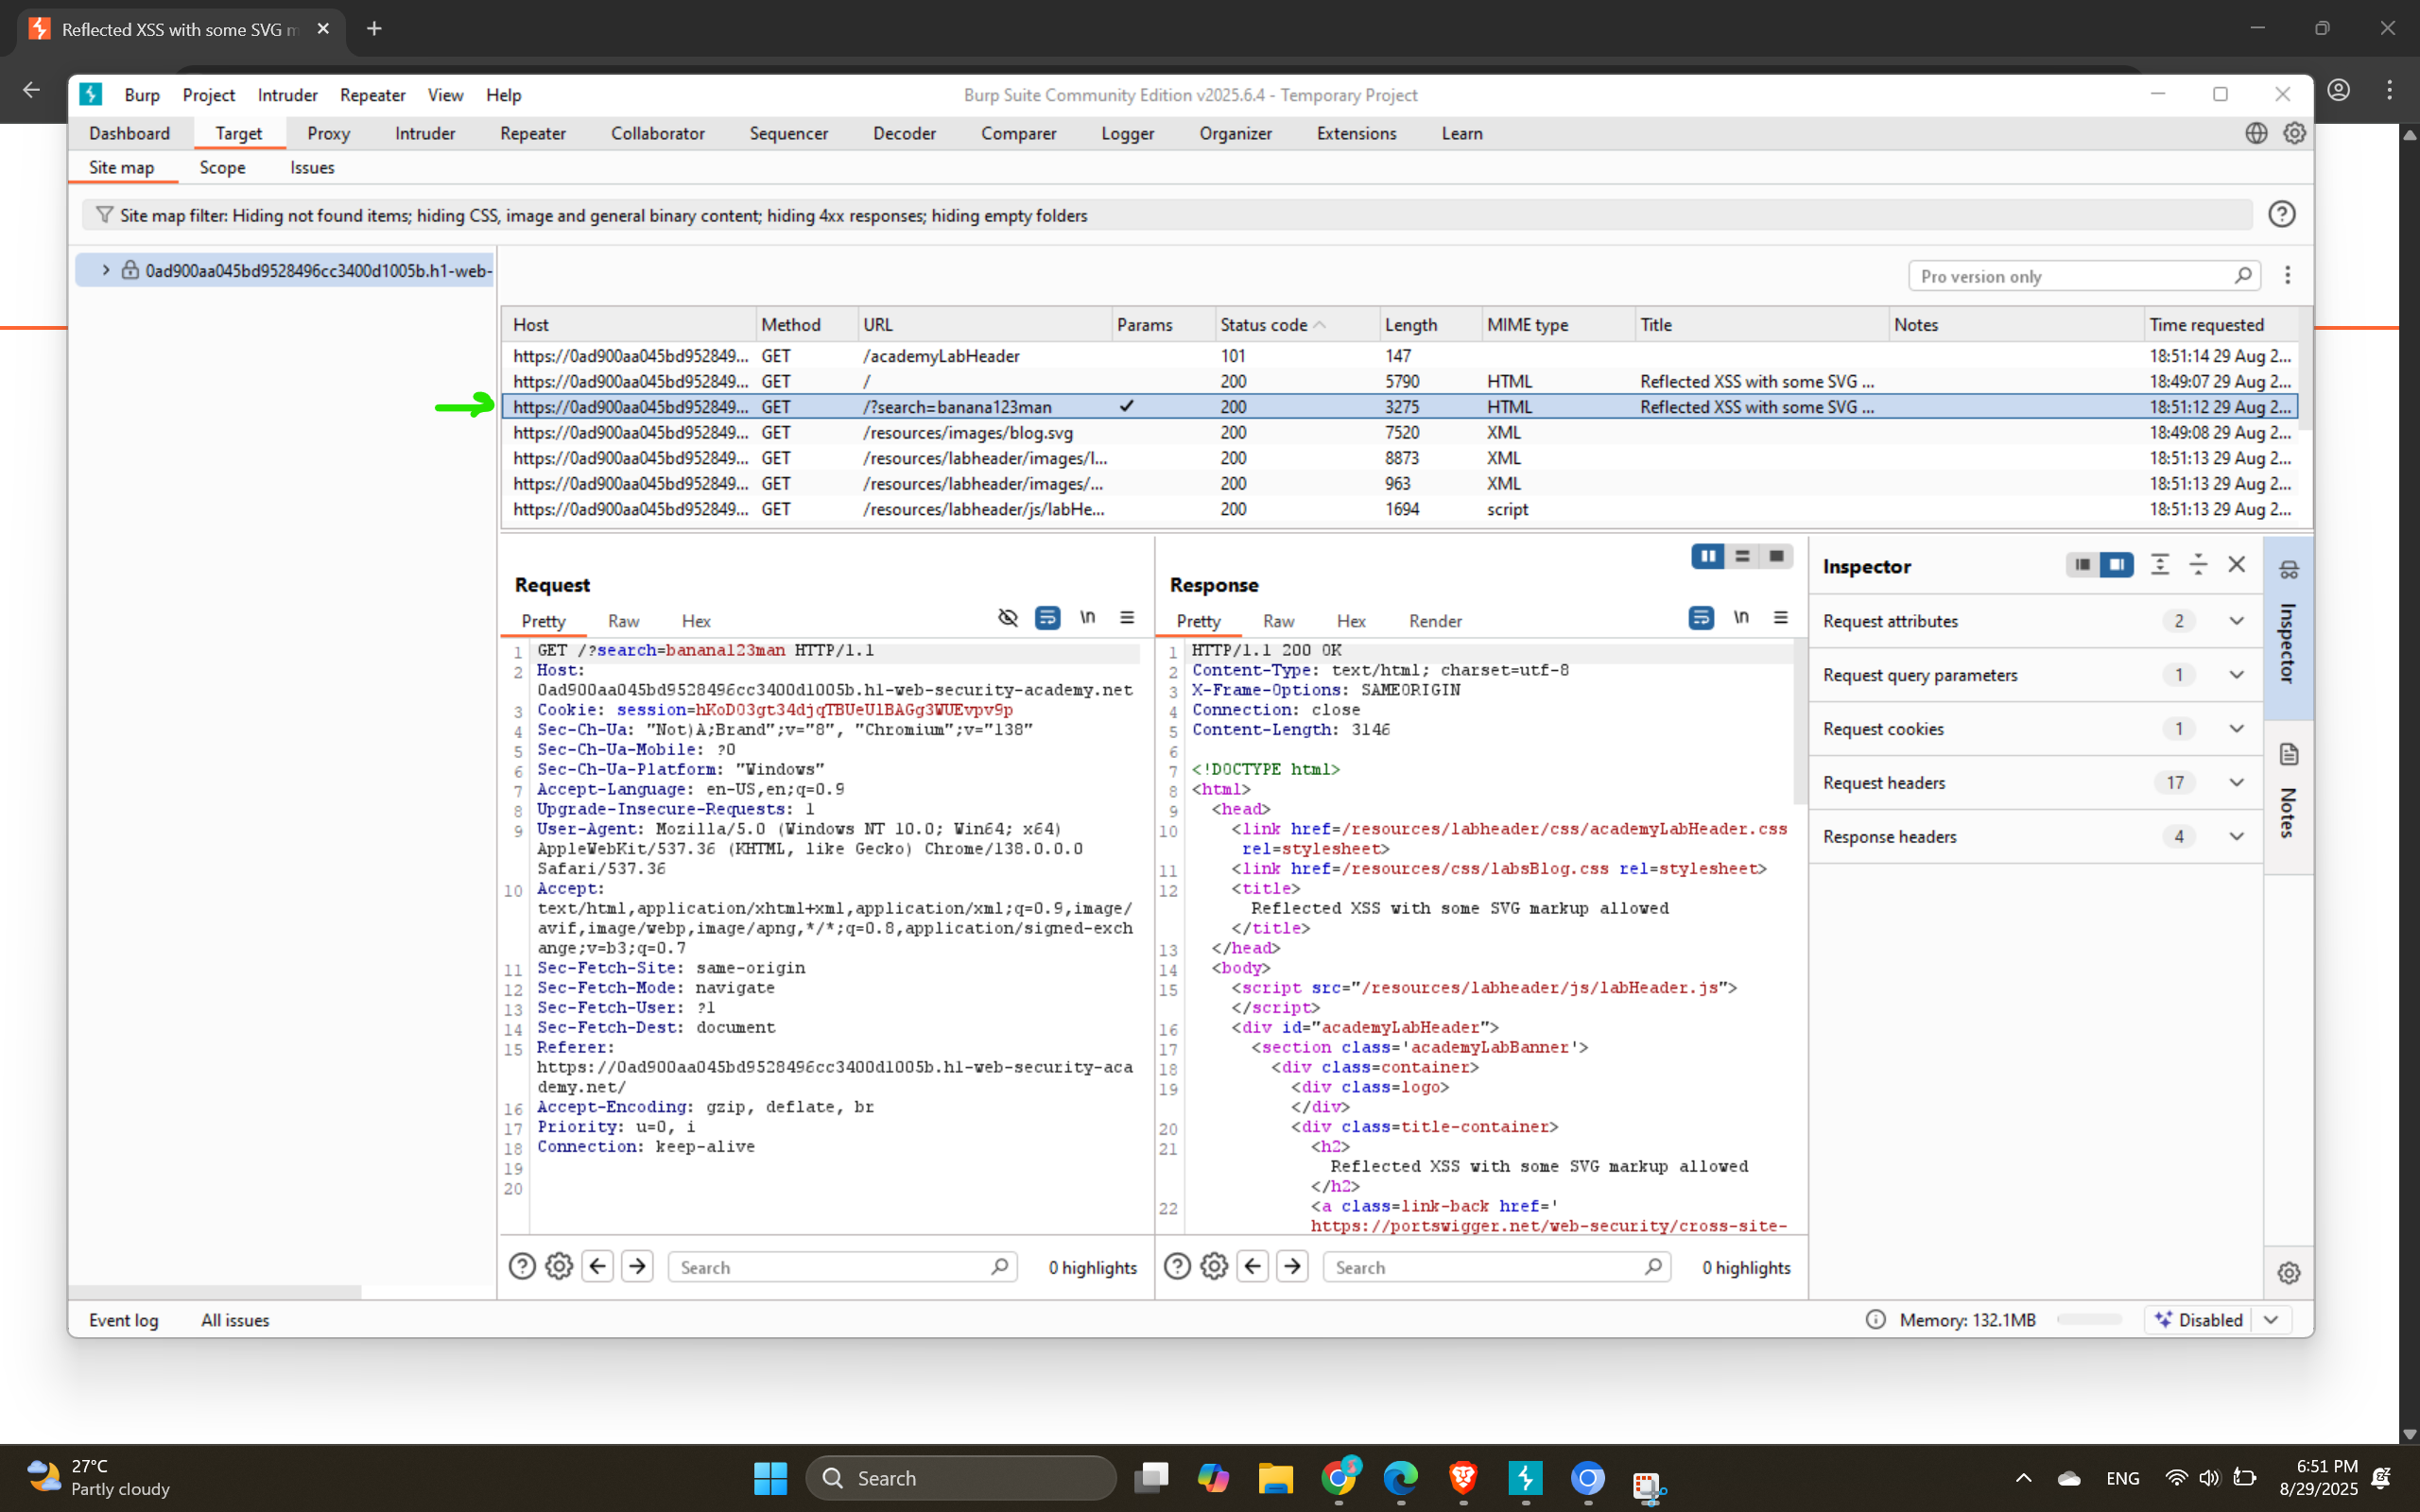 Reflected XSS with some SVG m
Burp Project Intruder Repeater View Help
Burp Suite Community Edition v2025.6.4 - Temporary Project
Dashboard Target Proxy Intruder Repeater Collaborator Sequencer Decoder Comparer Logger Organizer Extensions Learn
Site map Scope Issues
Site map filter: Hiding not found items; hiding CSS, image and general binary content; hiding 4xx responses; hiding empty folders
0ad900aa045bd9528496cc3400d1005b.h1-web-
Pro version only
Host Method URL Params Status code Length MIME type Title Notes Time requested
https://0ad900aa045bd952849... GET /academyLabHeader 101 147 18:51:14 29 Aug 2...
https://0ad900aa045bd952849... GET / 200 5790 HTML Reflected XSS with some SVG ... 18:49:07 29 Aug 2...
https://0ad900aa045bd952849... GET /?search=banana123man ✓ 200 3275 HTML Reflected XSS with some SVG ... 18:51:12 29 Aug 2...
https://0ad900aa045bd952849... GET /resources/images/blog.svg 200 7520 XML 18:49:08 29 Aug 2...
https://0ad900aa045bd952849... GET /resources/labheader/images/l... 200 8873 XML 18:51:13 29 Aug 2...
https://0ad900aa045bd952849... GET /resources/labheader/images/... 200 963 XML 18:51:13 29 Aug 2...
https://0ad900aa045bd952849... GET /resources/labheader/js/labHe... 200 1694 script 18:51:13 29 Aug 2...
Request
Pretty Raw Hex \n
1 GET /?search=banana123man HTTP/1.1
2 Host:
0ad900aa045bd9528496cc3400d1005b.h1-web-security-academy.net
3 Cookie: session=hKoD03gt34djqTBUeUlBAGg3WUEvpv9p
4 Sec-Ch-Ua: "Not)A;Brand";v="8", "Chromium";v="138"
5 Sec-Ch-Ua-Mobile: ?0
6 Sec-Ch-Ua-Platform: "Windows"
7 Accept-Language: en-US,en;q=0.9
8 Upgrade-Insecure-Requests: 1
9 User-Agent: Mozilla/5.0 (Windows NT 10.0; Win64; x64)
AppleWebKit/537.36 (KHTML, like Gecko) Chrome/138.0.0.0
Safari/537.36
10 Accept:
text/html,application/xhtml+xml,application/xml;q=0.9,image/
avif,image/webp,image/apng,*/*;q=0.8,application/signed-exch
ange;v=b3;q=0.7
11 Sec-Fetch-Site: same-origin
12 Sec-Fetch-Mode: navigate
13 Sec-Fetch-User: ?1
14 Sec-Fetch-Dest: document
15 Referer:
https://0ad900aa045bd9528496cc3400d1005b.h1-web-security-aca
demy.net/
16 Accept-Encoding: gzip, deflate, br
17 Priority: u=0, i
18 Connection: keep-alive
19
20
Search
0 highlights
Response
Pretty Raw Hex Render \n
1 HTTP/1.1 200 OK
2 Content-Type: text/html; charset=utf-8
3 X-Frame-Options: SAMEORIGIN
4 Connection: close
5 Content-Length: 3146
6
7 <!DOCTYPE html>
8 <html>
9 <head>
10 <link href=/resources/labheader/css/academyLabHeader.css
rel=stylesheet>
11 <link href=/resources/css/labsBlog.css rel=stylesheet>
12 <title>
Reflected XSS with some SVG markup allowed
</title>
13 </head>
14 <body>
15 <script src="/resources/labheader/js/labHeader.js">
</script>
16 <div id="academyLabHeader">
17 <section class='academyLabBanner'>
18 <div class=container>
19 <div class=logo>
</div>
20 <div class=title-container>
21 <h2>
Reflected XSS with some SVG markup allowed
</h2>
22 <a class=link-back href='
https://portswigger.net/web-security/cross-site-
Search
0 highlights
Inspector
Request attributes 2
Request query parameters 1
Request cookies 1
Request headers 17
Response headers 4
Inspector
Notes
Event log All issues
Memory: 132.1MB
Disabled
27°C
Partly cloudy
Search
ENG
6:51 PM
8/29/2025